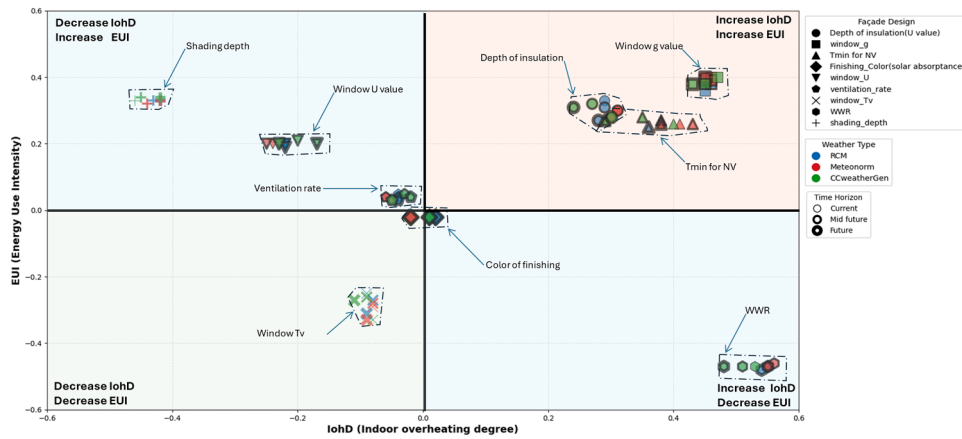 Decrease IohD
Increase EUI
Increase IohD
Increase EUI
Shading depth
Depth of insulation
Window g value
Window U value
Tmin for NV
Ventilation rate
Color of finishing
Window Tv
WWR
Decrease IohD
Decrease EUI
Increase IohD
Decrease EUI
0.6
0.4
0.2
0.0
−0.2
−0.4
−0.6
EUI (Energy Use Intensity)
−0.6
−0.4
−0.2
0.0
0.2
0.4
0.6
IohD (Indoor overheating degree)
Façade Design
Depth of insulation(U value)
window_g
Tmin for NV
Finishing_Color(solar absorptance
window_U
ventilation_rate
window_Tv
WWR
shading_depth
Weather Type
RCM
Meteonorm
CCweatherGen
Time Horizon
Current
Mid future
Future